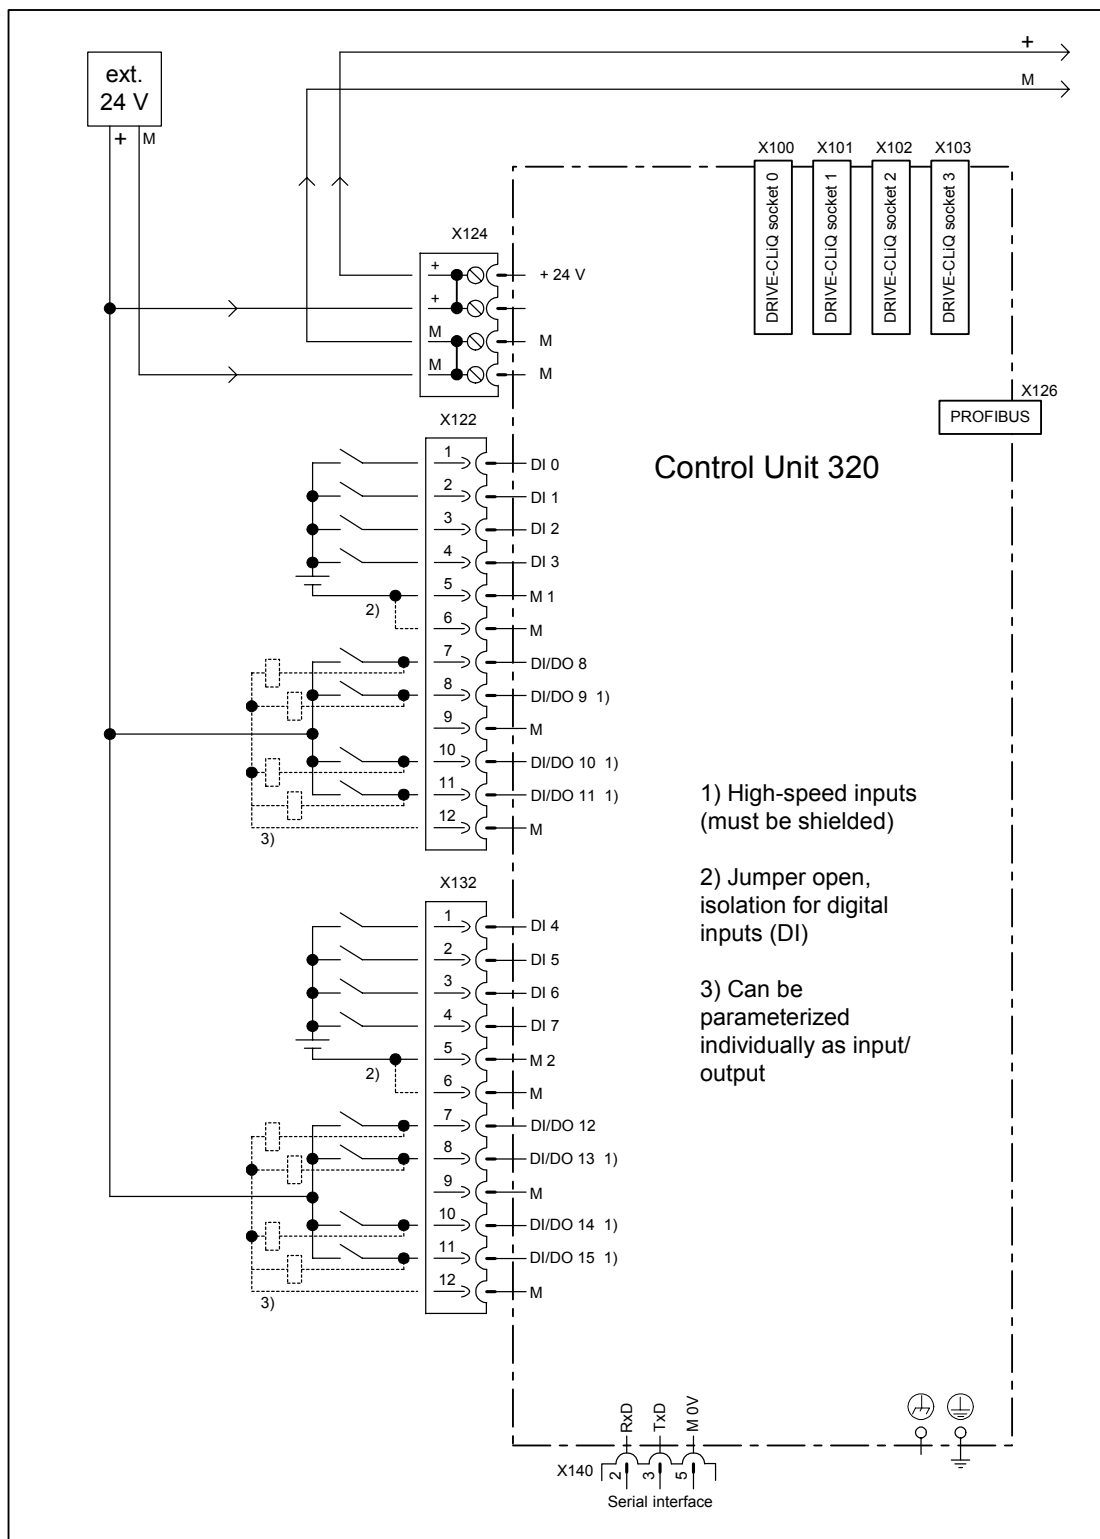 +
M
ext.
24 V
+ M
X100 X101 X102 X103
DRIVE-CLiQ socket 0
DRIVE-CLiQ socket 1
DRIVE-CLiQ socket 2
DRIVE-CLiQ socket 3
X124
+ + 24 V
+
M M
M M
X126
PROFIBUS
Control Unit 320
X122
1 DI 0
2 DI 1
3 DI 2
4 DI 3
5 M 1
2)
6 M
7 DI/DO 8
8 DI/DO 9 1)
9 M
10 DI/DO 10 1)
11 DI/DO 11 1)
12 M
3)
1) High-speed inputs
(must be shielded)
2) Jumper open,
isolation for digital
inputs (DI)
3) Can be
parameterized
individually as input/
output
X132
1 DI 4
2 DI 5
3 DI 6
4 DI 7
5 M 2
2)
6 M
7 DI/DO 12
8 DI/DO 13 1)
9 M
10 DI/DO 14 1)
11 DI/DO 15 1)
12 M
3)
RxD
TxD
M 0V
X140 2 3 5
Serial interface